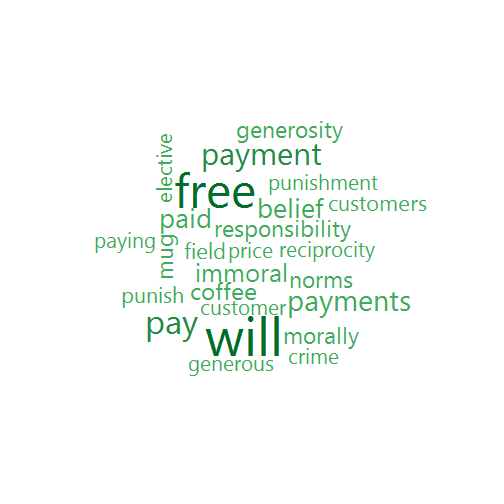 generosity
elective
payment
free
punishment
paid
belief
customers
responsibility
paying
mug
field
price
reciprocity
immoral
norms
punish
coffee
customer
payments
pay
will
morally
crime
generous